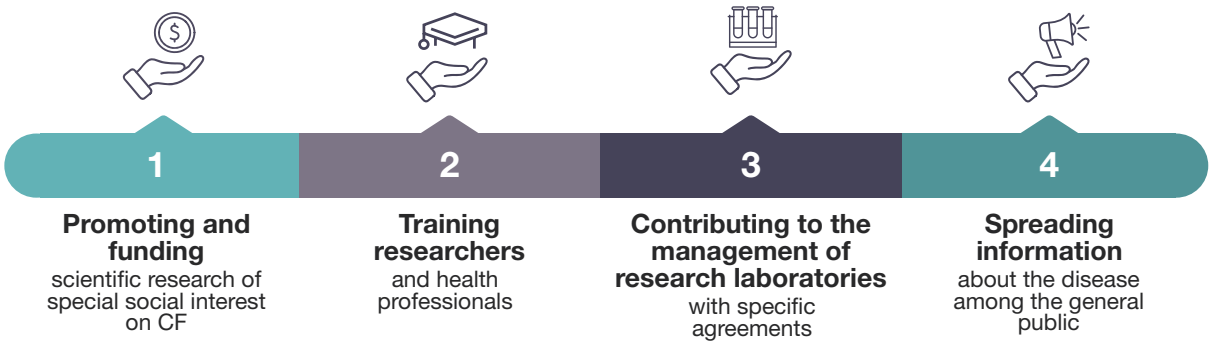 $
1
2
3
4
Promoting and
funding
scientific research of
special social interest
on CF
Training
researchers
and health
professionals
Contributing to the
management of
research laboratories
with specific
agreements
Spreading
information
about the disease
among the general
public